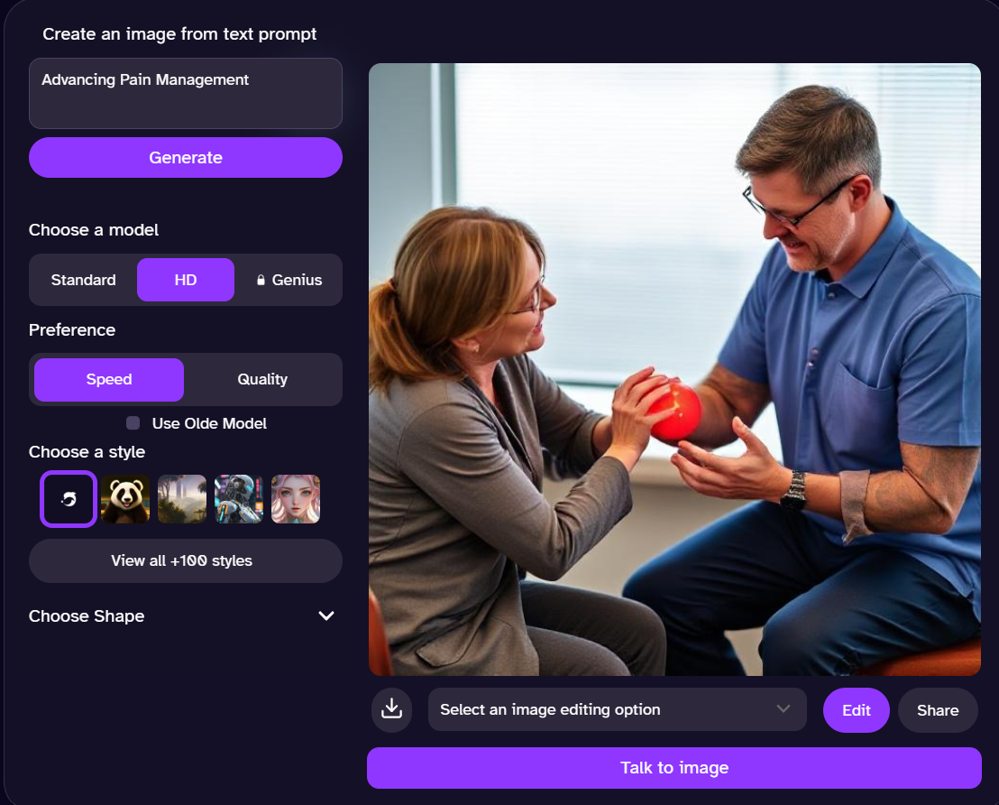 Create an image from text prompt
Advancing Pain Management
Generate
Choose a model
Standard
HD
Genius
Preference
Speed
Quality
Use Olde Model
Choose a style
View all +100 styles
Choose Shape
Select an image editing option
Edit
Share
Talk to image